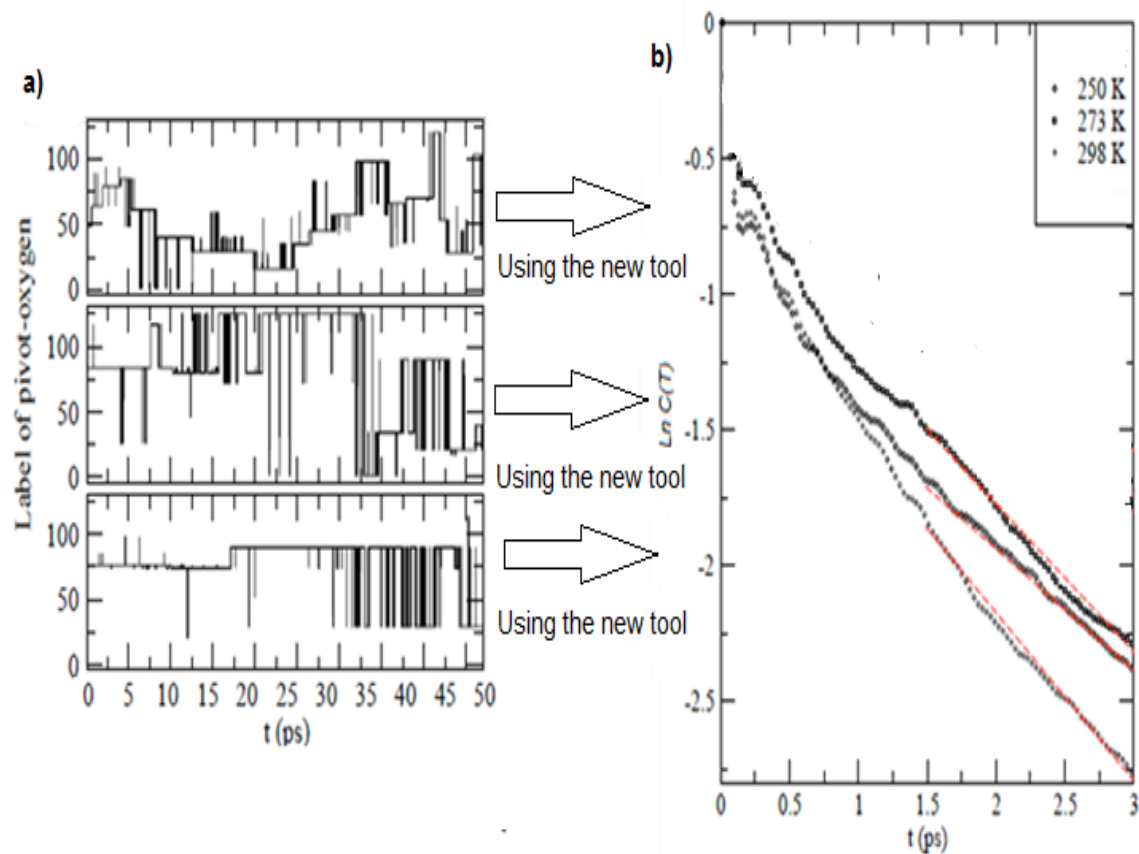 a)
b)
Label of pivot-oxygen
100
50
0
100
50
0
100
50
0
0 5 10 15 20 25 30 35 40 45 50
t (ps)
Using the new tool
Using the new tool
Using the new tool
Ln C(T)
0
-0.5
-1
-1.5
-2
-2.5
250 K
273 K
298 K
0 0.5 1 1.5 2 2.5 3
t (ps)